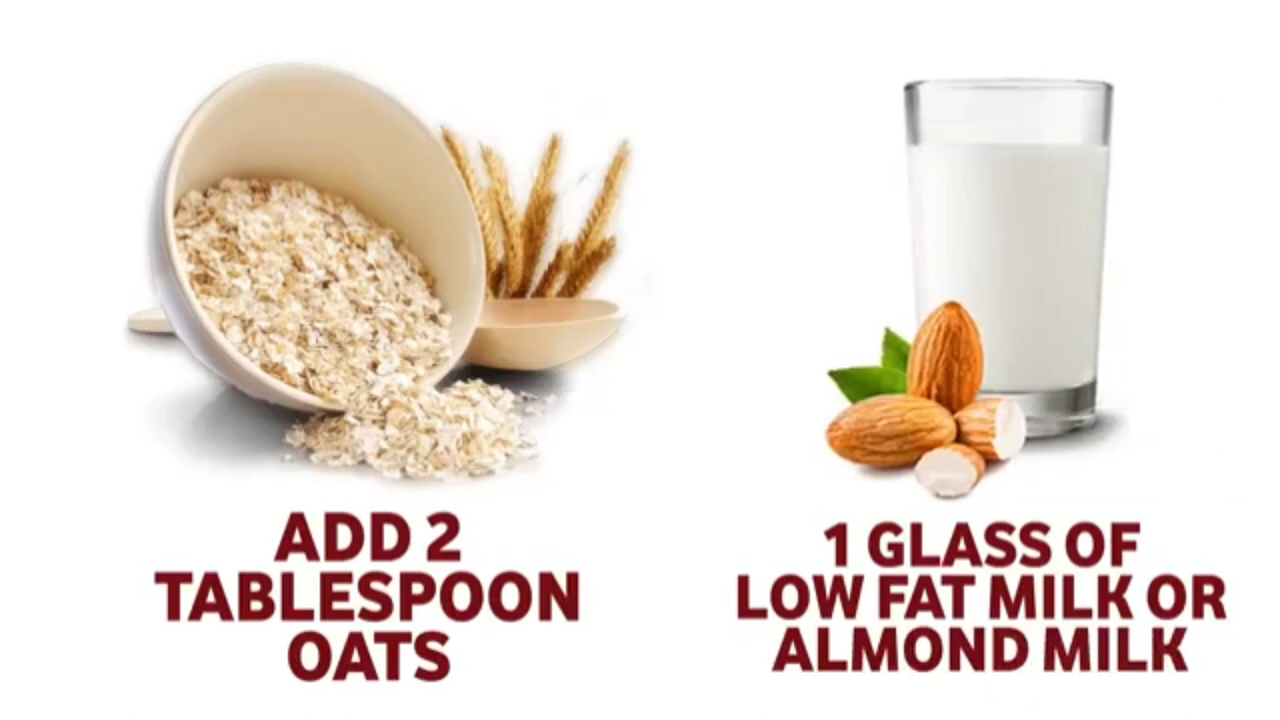 ADD 2
TABLESPOON
OATS
1 GLASS OF
LOW FAT MILK OR
ALMOND MILK